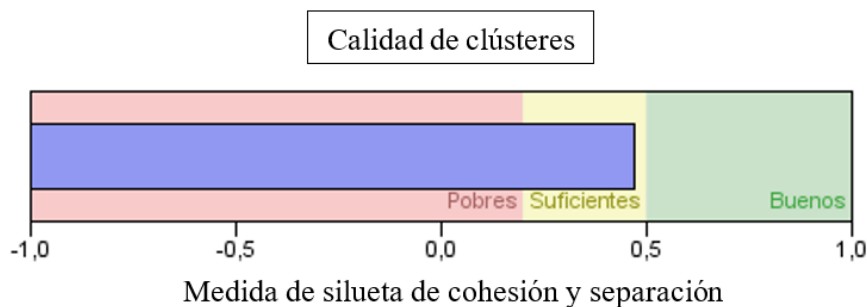 Calidad de clústeres
Pobres Suficientes Buenos
-1,0 -0,5 0,0 0,5 1,0
Medida de silueta de cohesión y separación